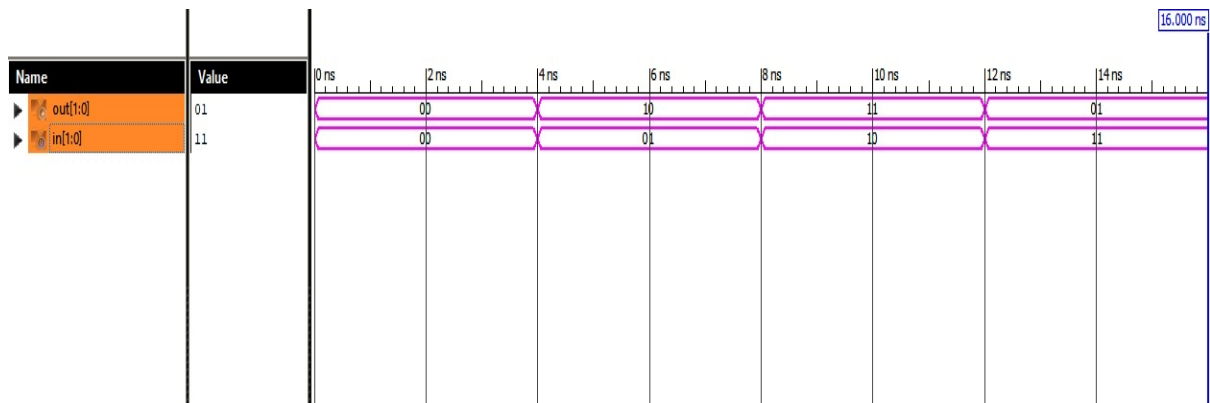 16.000 ns
Name Value 0 ns 2 ns 4 ns 6 ns 8 ns 10 ns 12 ns 14 ns
out[1:0] 01 00 10 11 01
in[1:0] 11 00 01 10 11